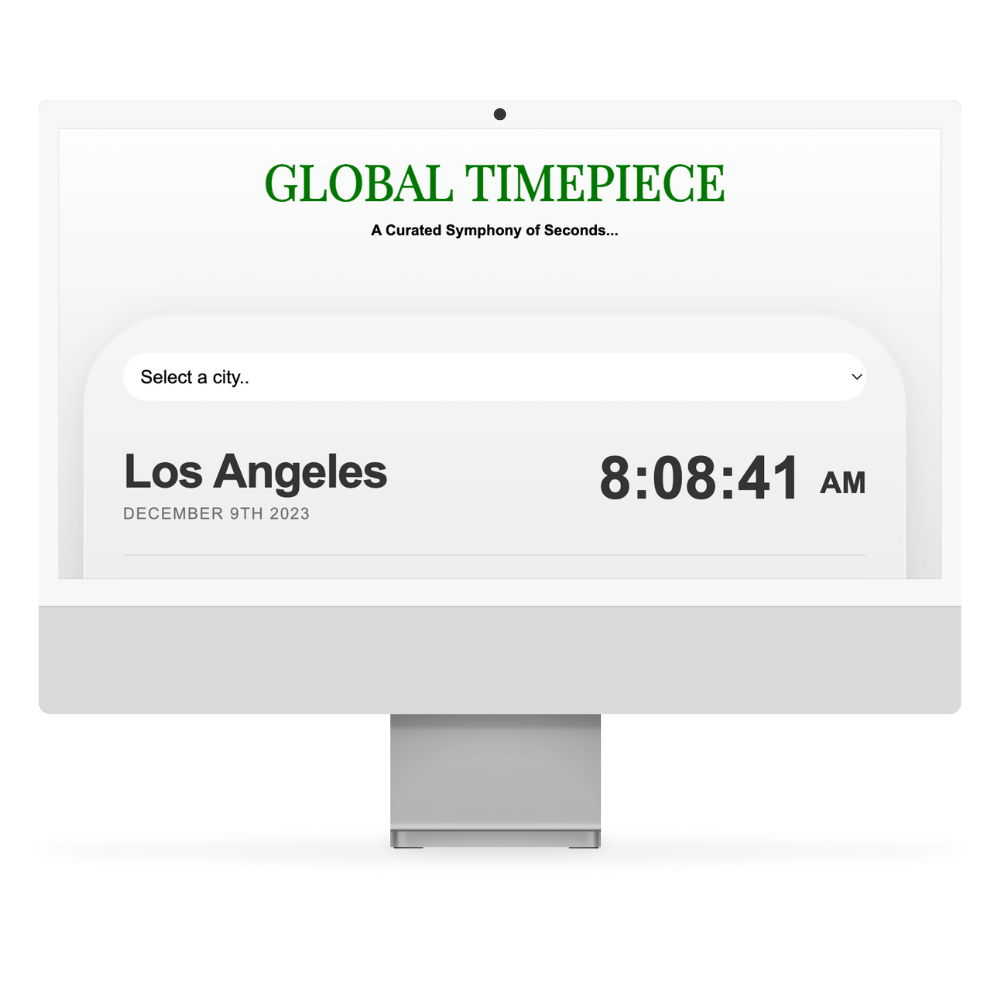 GLOBAL TIMEPIECE
A Curated Symphony of Seconds...
Select a city..
Los Angeles
8:08:41 AM
DECEMBER 9TH 2023